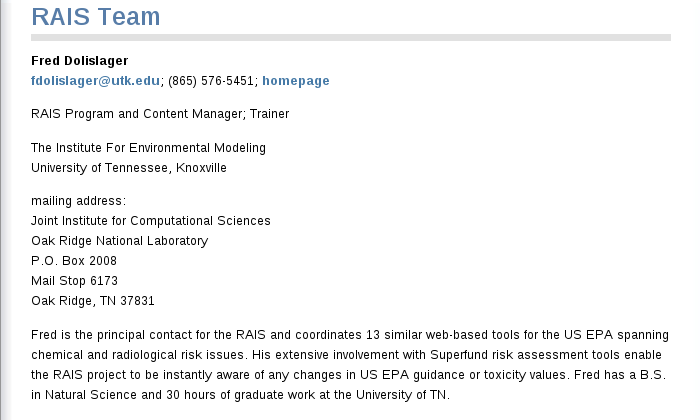 RAIS Team
Fred Dolislager
fdolislager@utk.edu; (865) 576-5451; homepage
RAIS Program and Content Manager; Trainer
The Institute For Environmental Modeling
University of Tennessee, Knoxville
mailing address:
Joint Institute for Computational Sciences
Oak Ridge National Laboratory
P.O. Box 2008
Mail Stop 6173
Oak Ridge, TN 37831
Fred is the principal contact for the RAIS and coordinates 13 similar web-based tools for the US EPA spanning
chemical and radiological risk issues. His extensive involvement with Superfund risk assessment tools enable
the RAIS project to be instantly aware of any changes in US EPA guidance or toxicity values. Fred has a B.S.
in Natural Science and 30 hours of graduate work at the University of TN.